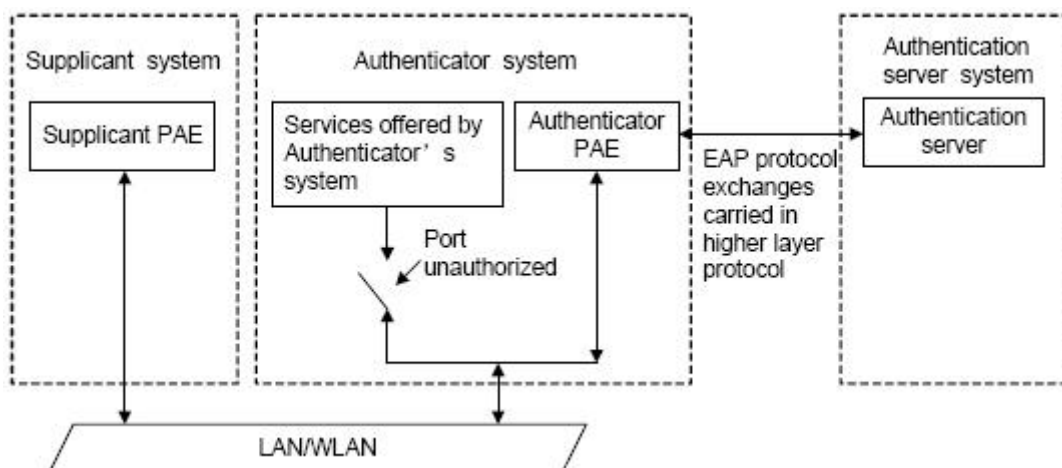 Supplicant system
Supplicant PAE
Authenticator system
Services offered by
Authenticator’s
system
Authenticator
PAE
Port
unauthorized
EAP protocol
exchanges
carried in
higher layer
protocol
Authentication
server system
Authentication
server
LAN/WLAN